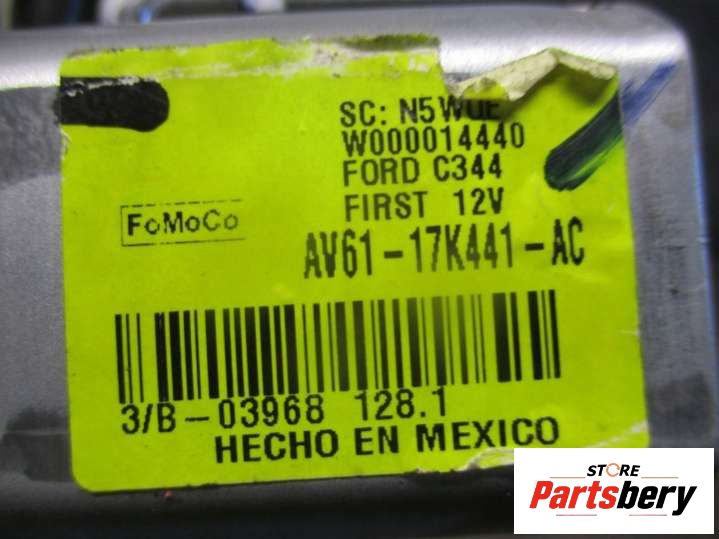 SC: N5WUE
W000014440
FORD C344
FIRST 12V
FoMoCo
AV61-17K441-AC
3/B-03968 128.1
HECHO EN MEXICO
STORE
Partsbery